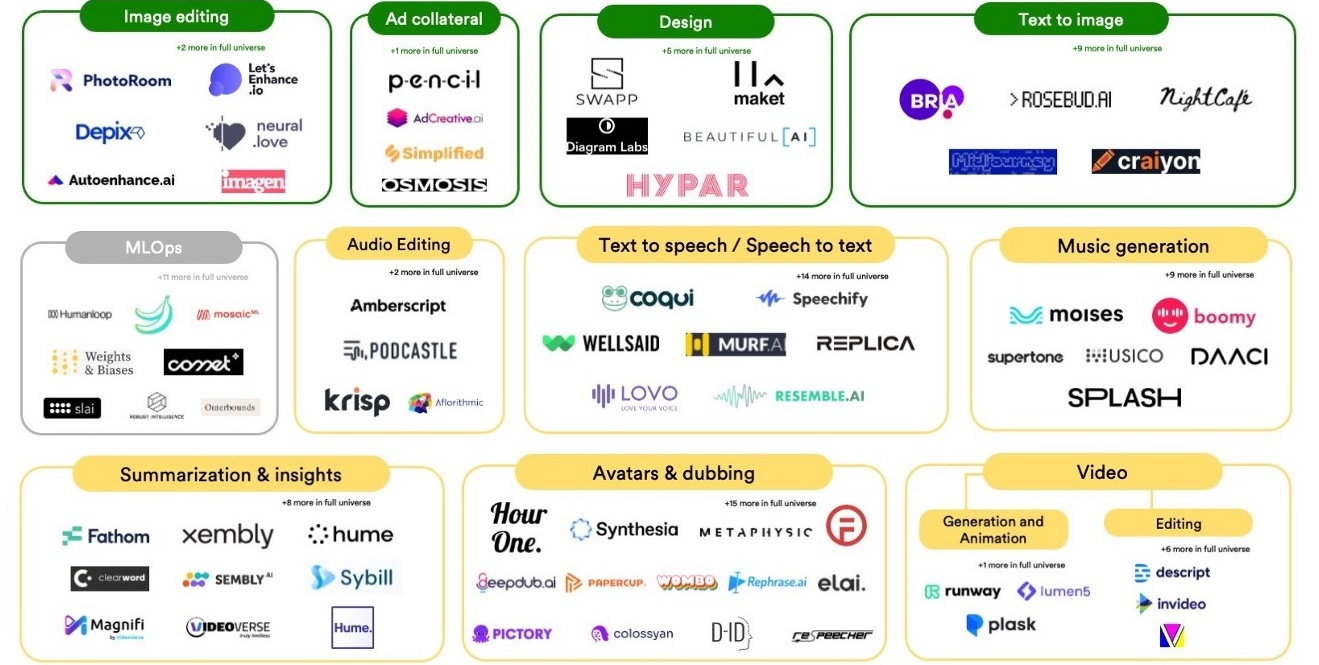 Image editing
+2 more in full universe
PhotoRoom
Let's
Enhance
.io
Depix
neural
.love
Autoenhance.ai
imagen
Ad collateral
+1 more in full universe
p-e-n-c-i-l
AdCreative.ai
Simplified
OSMOSIS
Design
+5 more in full universe
SWAPP
maket
Diagram Labs
BEAUTIFUL[AI]
HYPAR
Text to image
+9 more in full universe
BRIA
>ROSEBUD.AI
NightCafé
Midjourney
craiyon
MLOps
+11 more in full universe
Humanloop
mosaicML
Weights
& Biases
comet
slai
ROBUST INTELLIGENCE
Outerbounds
Audio Editing
+2 more in full universe
Amberscript
PODCASTLE
krisp
Aflorithmic
Text to speech / Speech to text
+14 more in full universe
coqui
Speechify
WELLSAID
MURF.AI
REPLICA
LOVO
LOVE YOUR VOICE
RESEMBLE.AI
Music generation
+9 more in full universe
moises
boomy
supertone
MUSICO
DAACI
SPLASH
Summarization & insights
+8 more in full universe
Fathom
xembly
hume
clearword
SEMBLY AI
Sybill
Magnifi
by videoverse
VIDEOVERSE
truly limitless
Hume.
Avatars & dubbing
+15 more in full universe
Hour
One.
Synthesia
METAPHYSIC
F
deepdub.ai
PAPERCUP.
WOMBO
Rephrase.ai
elai.
PICTORY
colossyan
D-ID
reSPEECHER
Video
Generation and
Animation
+1 more in full universe
runway
lumen5
plask
Editing
+6 more in full universe
descript
invideo